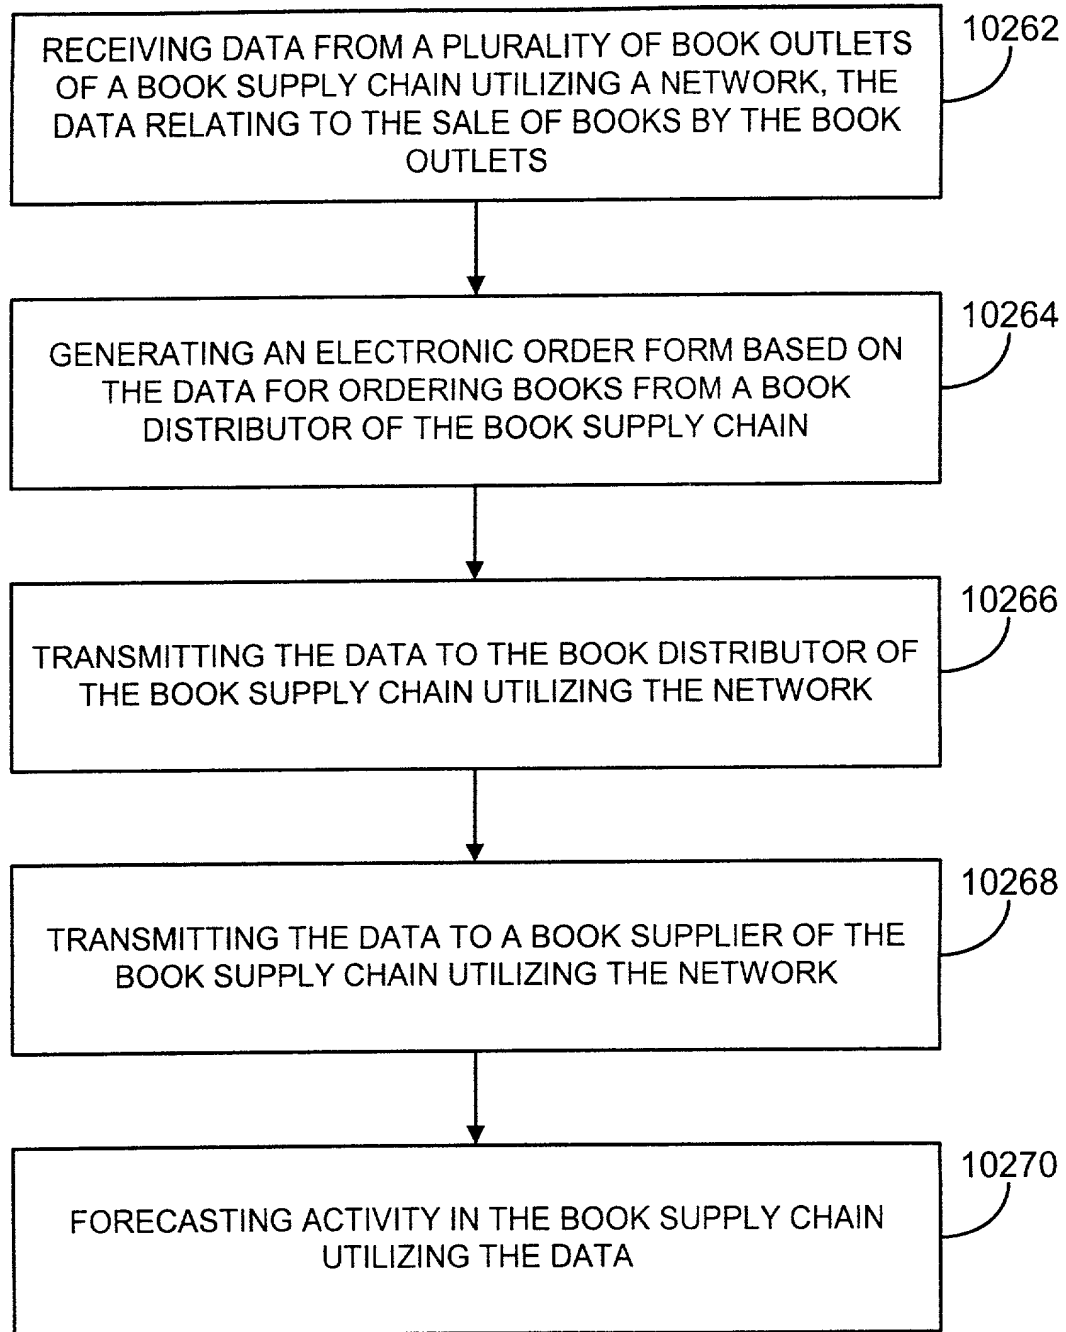 10262
RECEIVING DATA FROM A PLURALITY OF BOOK OUTLETS
OF A BOOK SUPPLY CHAIN UTILIZING A NETWORK, THE
DATA RELATING TO THE SALE OF BOOKS BY THE BOOK
OUTLETS
10264
GENERATING AN ELECTRONIC ORDER FORM BASED ON
THE DATA FOR ORDERING BOOKS FROM A BOOK
DISTRIBUTOR OF THE BOOK SUPPLY CHAIN
10266
TRANSMITTING THE DATA TO THE BOOK DISTRIBUTOR OF
THE BOOK SUPPLY CHAIN UTILIZING THE NETWORK
10268
TRANSMITTING THE DATA TO A BOOK SUPPLIER OF THE
BOOK SUPPLY CHAIN UTILIZING THE NETWORK
10270
FORECASTING ACTIVITY IN THE BOOK SUPPLY CHAIN
UTILIZING THE DATA